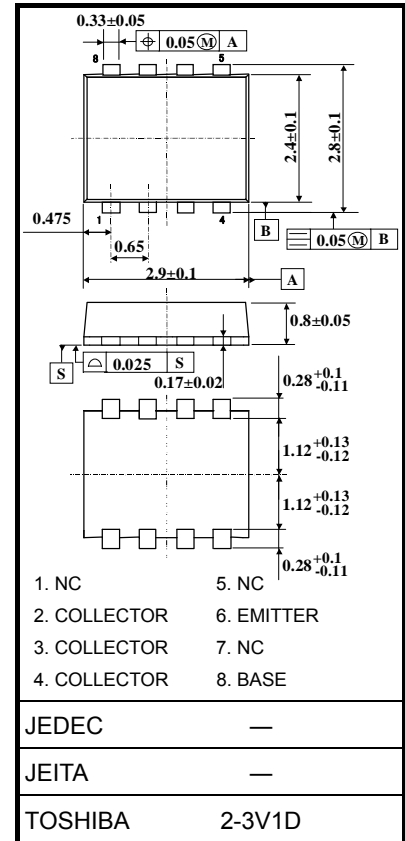 0.33±0.05
⌖ 0.05 Ⓜ A
8 5
2.4±0.1
2.8±0.1
0.475
1 4
B
0.65
⌯ 0.05 Ⓜ B
2.9±0.1
A
0.8±0.05
S
⌓ 0.025 S
0.17±0.02
0.28 +0.1 -0.11
1.12 +0.13 -0.12
1.12 +0.13 -0.12
0.28 +0.1 -0.11
1. NC 5. NC
2. COLLECTOR 6. EMITTER
3. COLLECTOR 7. NC
4. COLLECTOR 8. BASE
JEDEC —
JEITA —
TOSHIBA 2-3V1D